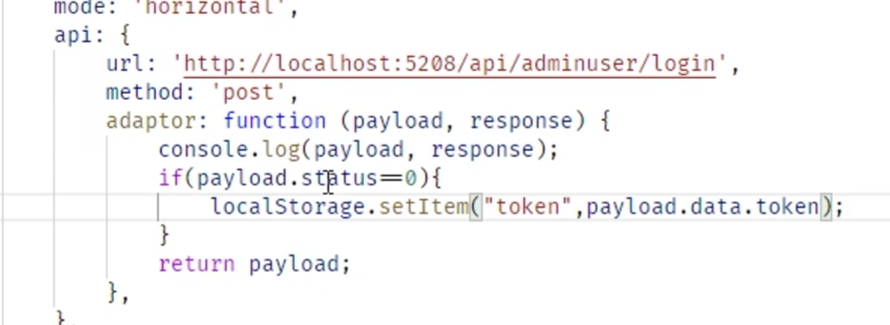 mode: 'horizontal',
api: {
url: 'http://localhost:5208/api/adminuser/login',
method: 'post',
adaptor: function (payload, response) {
console.log(payload, response);
if(payload.status==0){
localStorage.setItem("token",payload.data.token);
}
return payload;
},
},